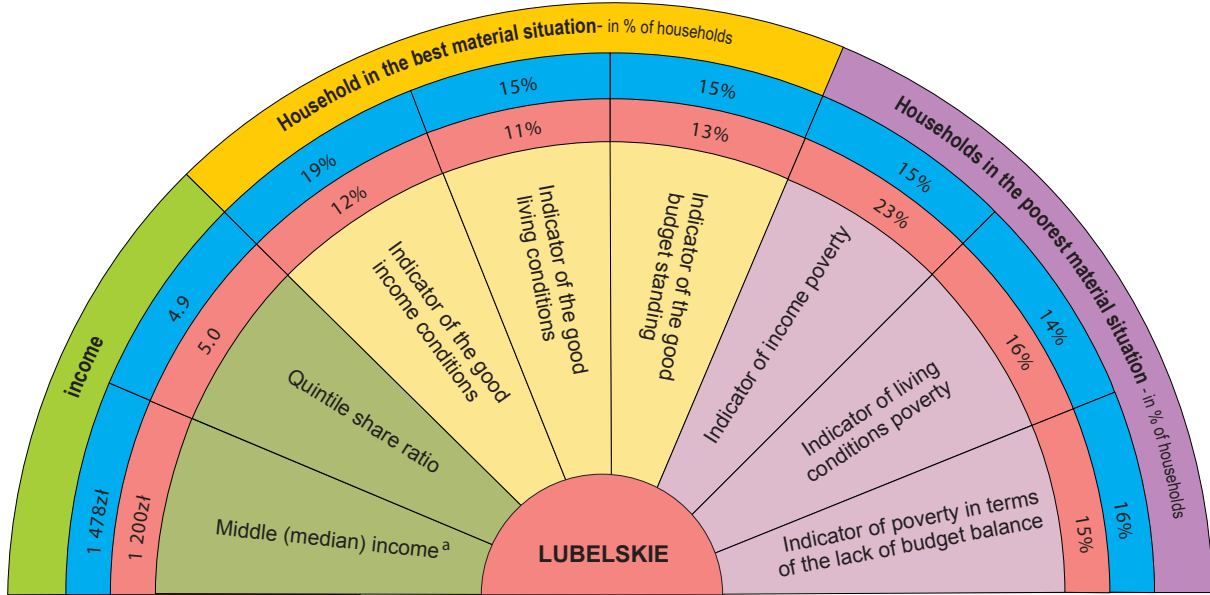 income
Household in the best material situation- in % of households
Households in the poorest material situation - in % of households
1 478zł
4.9
19%
15%
15%
15%
14%
16%
1 200zł
5.0
12%
11%
13%
23%
16%
15%
Middle (median) income a
Quintile share ratio
Indicator of the good
income conditions
Indicator of the good
living conditions
Indicator of the good
budget standing
Indicator of income poverty
Indicator of living
conditions poverty
Indicator of poverty in terms
of the lack of budget balance
LUBELSKIE